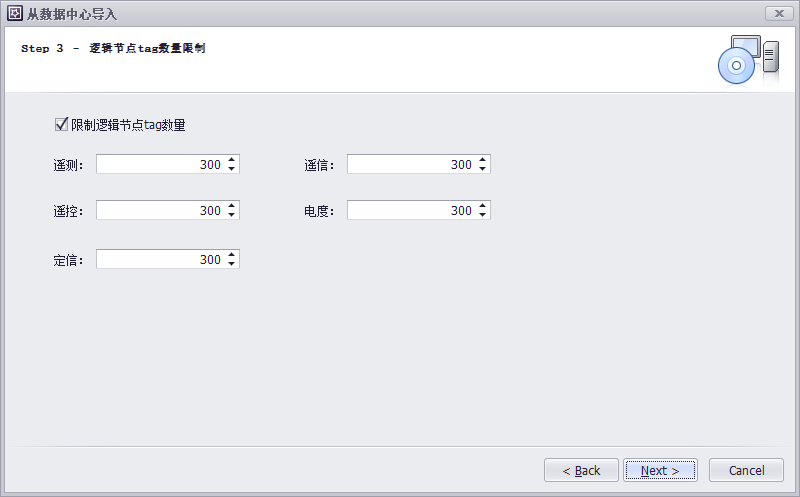 从数据中心导入
Step 3 - 逻辑节点tag数量限制
限制逻辑节点tag数量
遥测: 300 遥信: 300
遥控: 300 电度: 300
定信: 300
< Back Next > Cancel